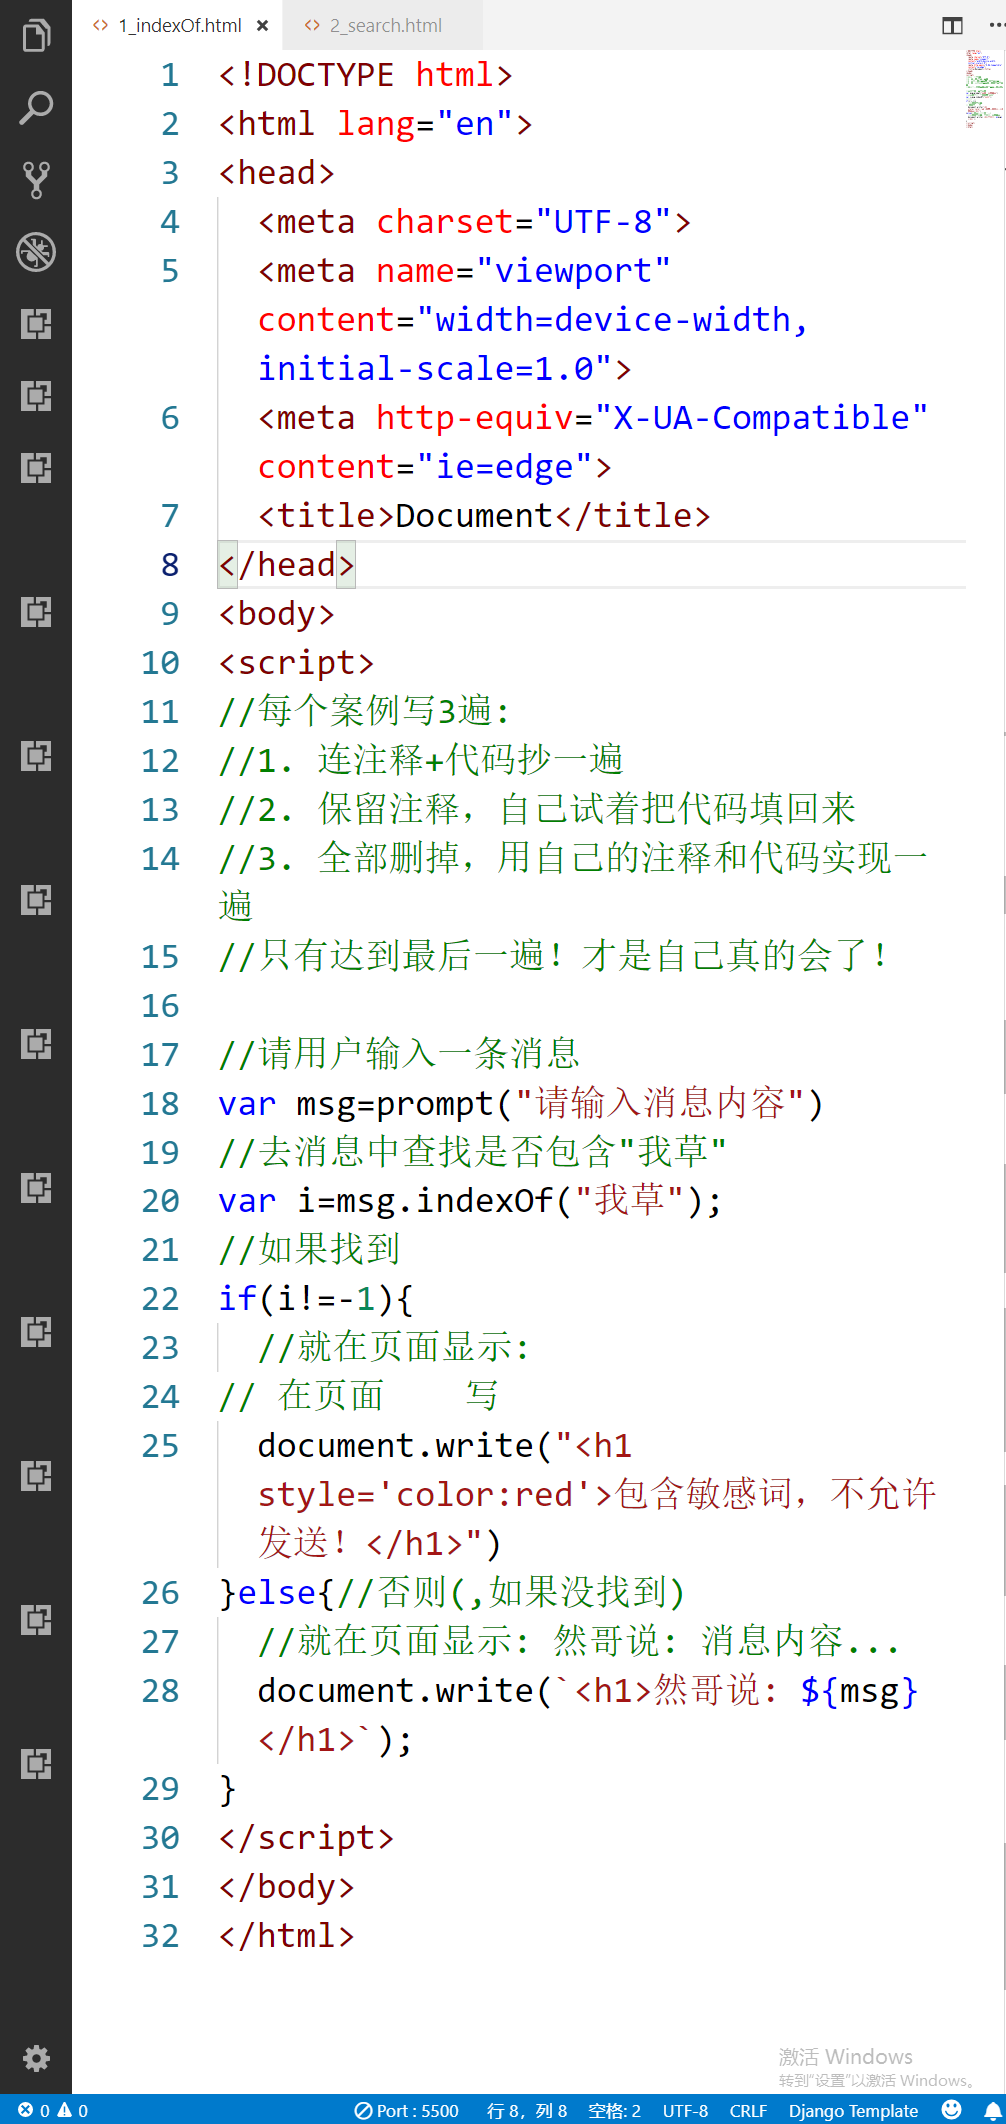 1_indexOf.html
2_search.html
1 <!DOCTYPE html>
2 <html lang="en">
3 <head>
4 <meta charset="UTF-8">
5 <meta name="viewport"
content="width=device-width,
initial-scale=1.0">
6 <meta http-equiv="X-UA-Compatible"
content="ie=edge">
7 <title>Document</title>
8 </head>
9 <body>
10 <script>
11 //每个案例写3遍:
12 //1. 连注释+代码抄一遍
13 //2. 保留注释，自己试着把代码填回来
14 //3. 全部删掉，用自己的注释和代码实现一
遍
15 //只有达到最后一遍！才是自己真的会了！
16
17 //请用户输入一条消息
18 var msg=prompt("请输入消息内容")
19 //去消息中查找是否包含"我草"
20 var i=msg.indexOf("我草");
21 //如果找到
22 if(i!=-1){
23 //就在页面显示:
24 // 在页面    写
25 document.write("<h1
style='color:red'>包含敏感词，不允许
发送！</h1>")
26 }else{//否则(,如果没找到)
27 //就在页面显示: 然哥说: 消息内容...
28 document.write(`<h1>然哥说: ${msg}
</h1>`);
29 }
30 </script>
31 </body>
32 </html>
激活 Windows
转到"设置"以激活 Windows。
0 0 Port : 5500 行 8，列 8 空格: 2 UTF-8 CRLF Django Template